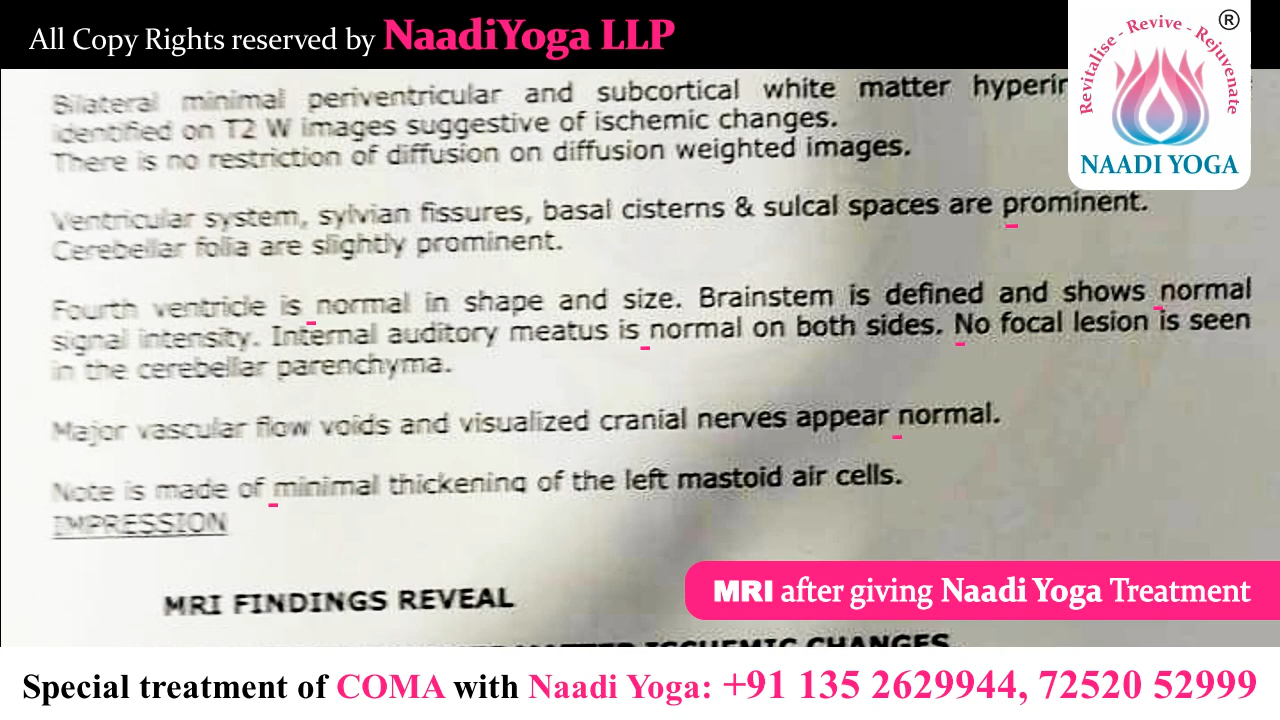 All Copy Rights reserved by NaadiYoga LLP
Revitalise - Revive - Rejuvenate
®
NAADI YOGA
Bilateral minimal periventricular and subcortical white matter
identified on T2 W images suggestive of ischemic changes.
There is no restriction of diffusion on diffusion weighted images.
Ventricular system, sylvian fissures, basal cisterns & sulcal spaces are prominent.
Cerebellar folia are slightly prominent.
Fourth ventricle is normal in shape and size. Brainstem is defined and shows normal
signal intensity. Internal auditory meatus is normal on both sides. No focal lesion is seen
in the cerebellar parenchyma.
Major vascular flow voids and visualized cranial nerves appear normal.
Note is made of minimal thickening of the left mastoid air cells.
IMPRESSION
MRI FINDINGS REVEAL
MRI after giving Naadi Yoga Treatment
ISCHEMIC CHANGES
Special treatment of COMA with Naadi Yoga: +91 135 2629944, 72520 52999